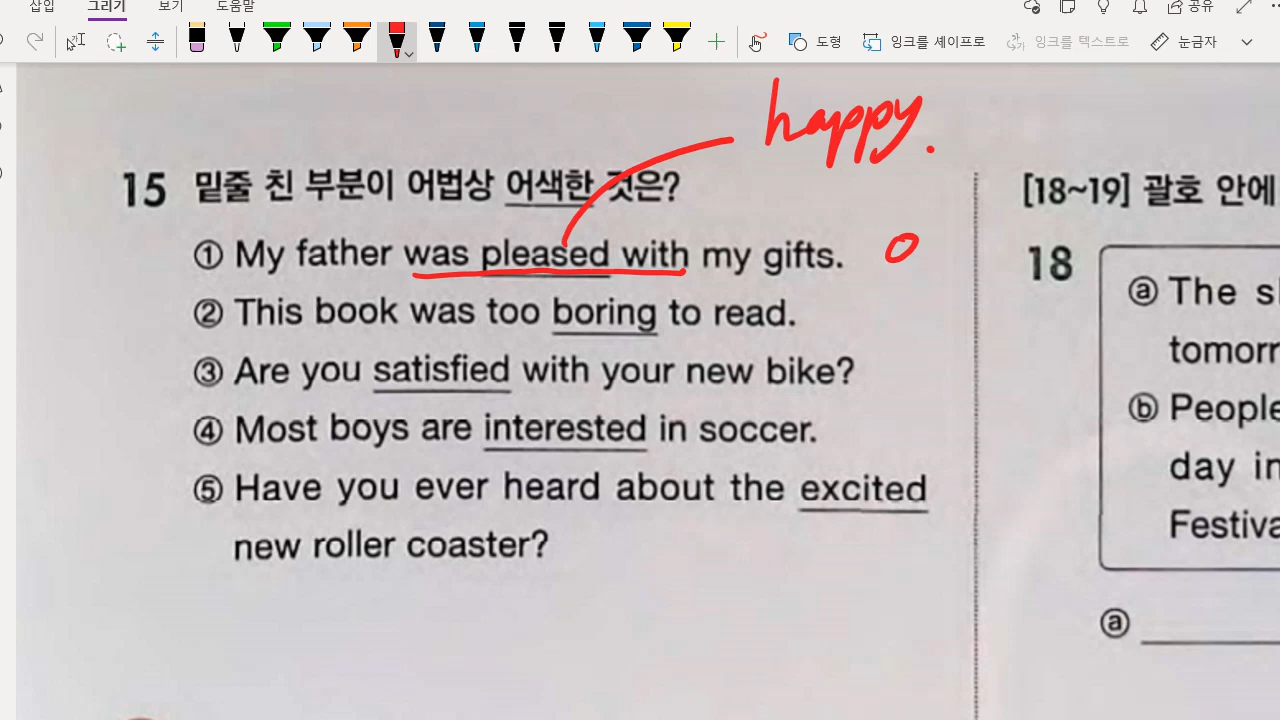 삽입 그리기 보기 도움말
공유
도형 잉크를 셰이프로 잉크를 텍스트로 눈금자
happy.
15 밑줄 친 부분이 어법상 어색한 것은?
① My father was pleased with my gifts. O
② This book was too boring to read.
③ Are you satisfied with your new bike?
④ Most boys are interested in soccer.
⑤ Have you ever heard about the excited
new roller coaster?
[18~19] 괄호 안에
18
ⓐ The
tomorr
ⓑ People
day in
Festiva
ⓐ